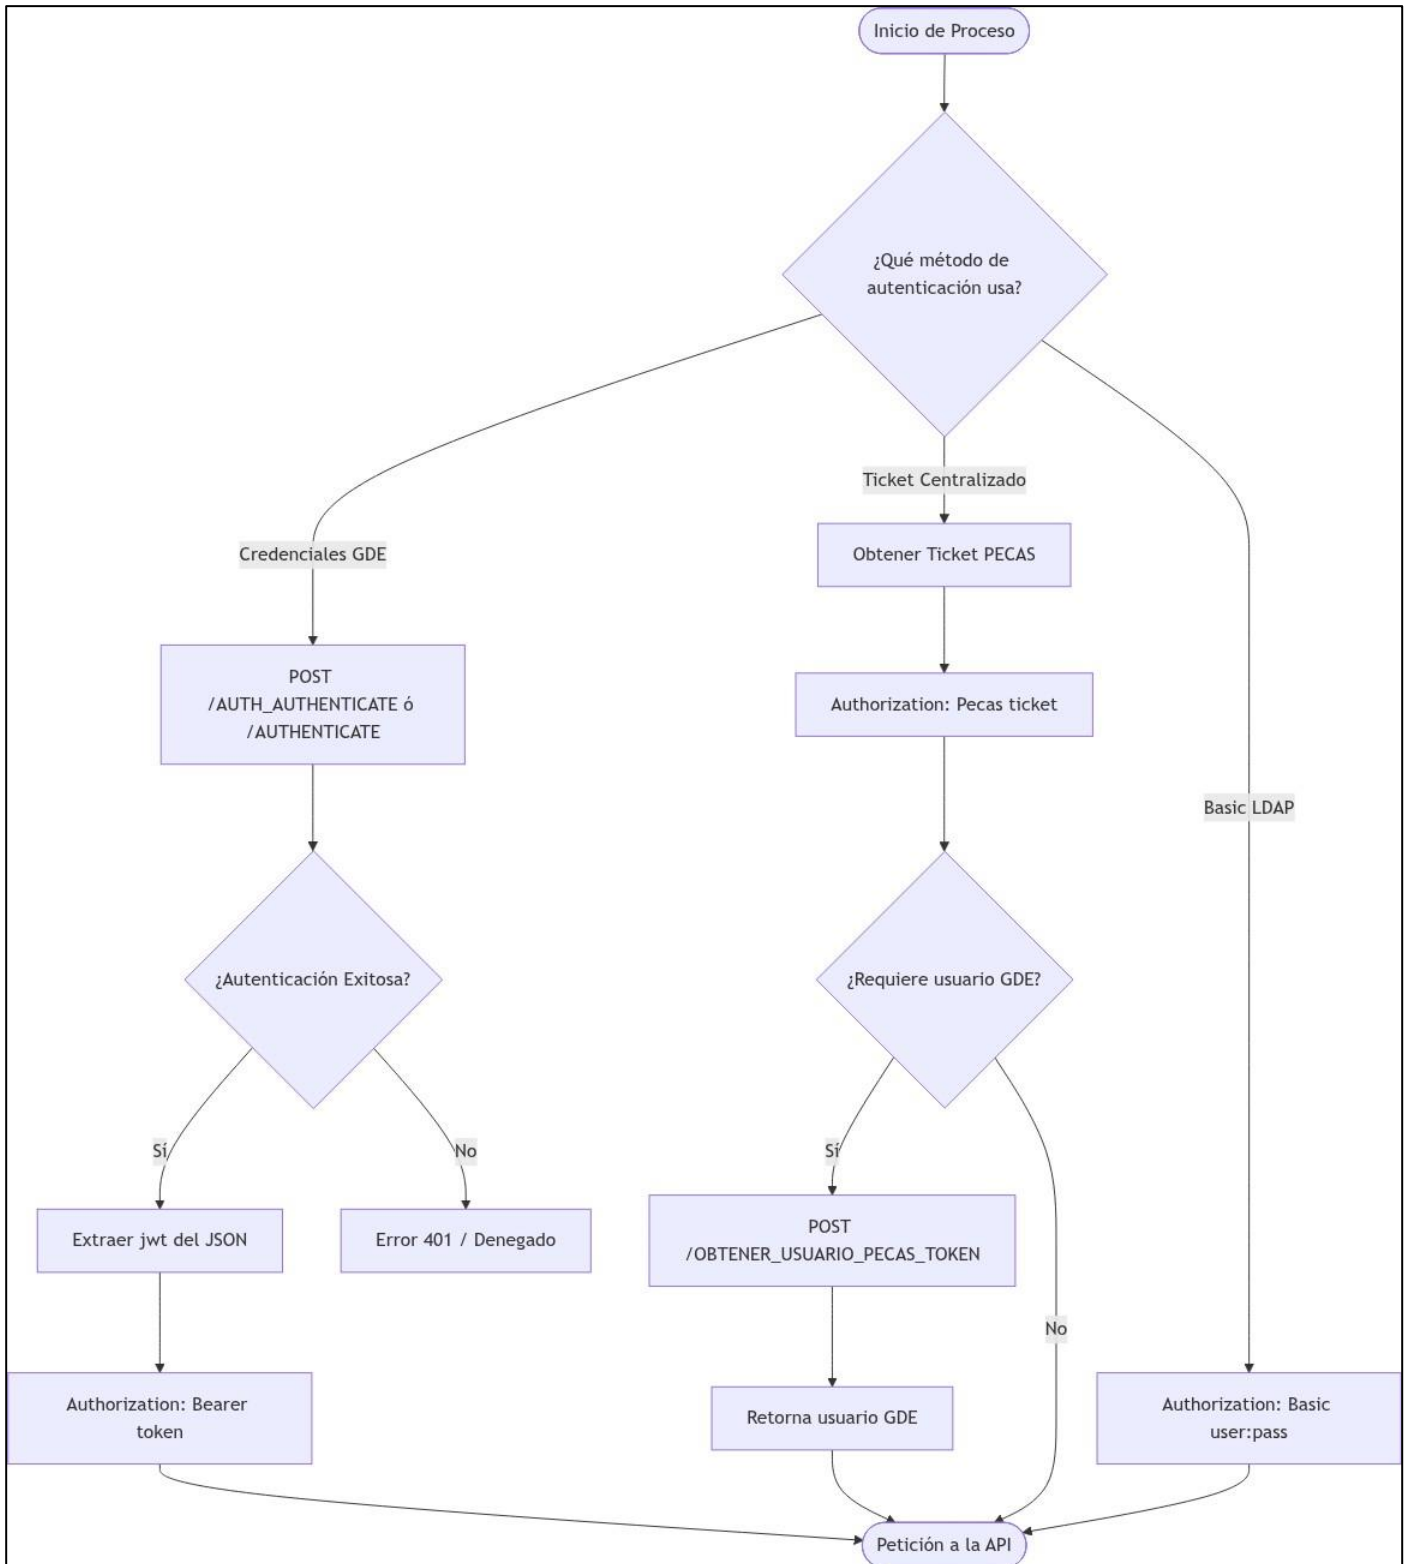 Inicio de Proceso
¿Qué método de
autenticación usa?
Ticket Centralizado
Credenciales GDE
Obtener Ticket PECAS
POST
/AUTH_AUTHENTICATE ó
/AUTHENTICATE
Authorization: Pecas ticket
Basic LDAP
¿Autenticación Exitosa?
¿Requiere usuario GDE?
Sí
No
Sí
Extraer jwt del JSON
Error 401 / Denegado
POST
/OBTENER_USUARIO_PECAS_TOKEN
No
Authorization: Bearer
token
Retorna usuario GDE
Authorization: Basic
user:pass
Petición a la API